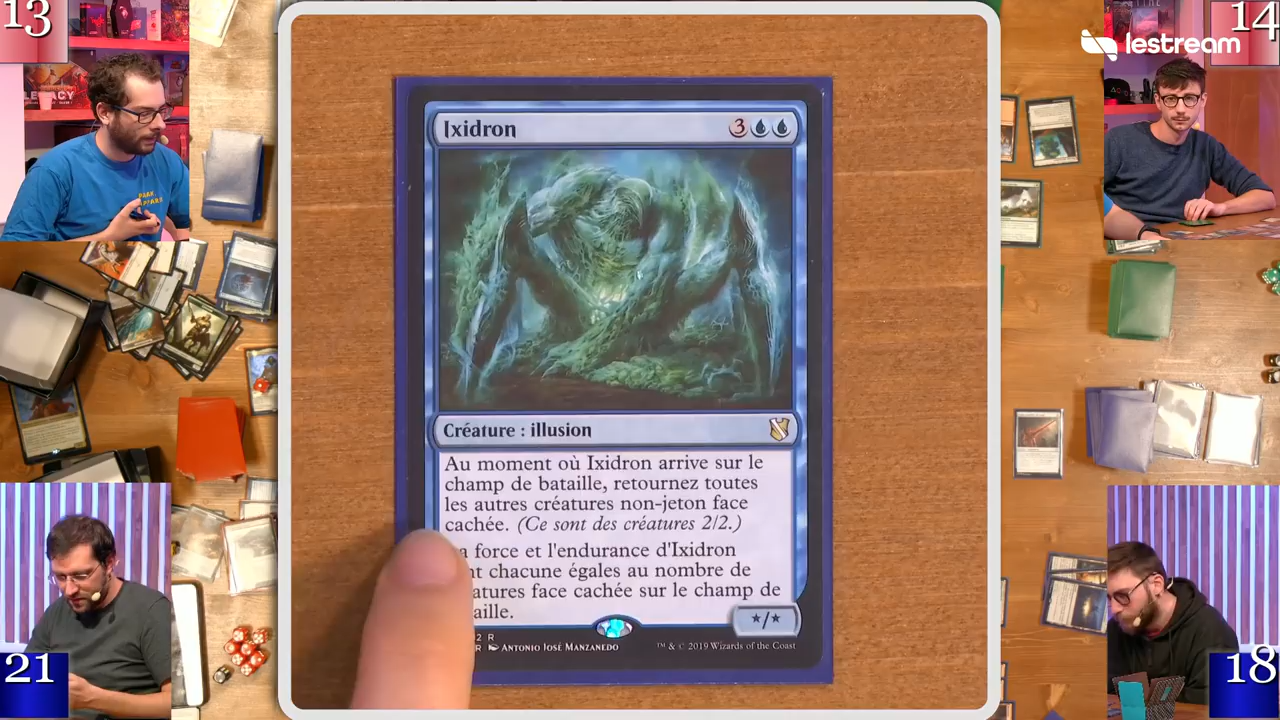 13
14
lestream
LEGACY
Ixidron
3
Créature : illusion
Au moment où Ixidron arrive sur le
champ de bataille, retournez toutes
les autres créatures non-jeton face
cachée. (Ce sont des créatures 2/2.)
force et l'endurance d'Ixidron
chacune égales au nombre de
face cachée sur le champ de
*/*
R
Antonio José Manzanedo
™ & © 2019 Wizards of the Coast
21
18